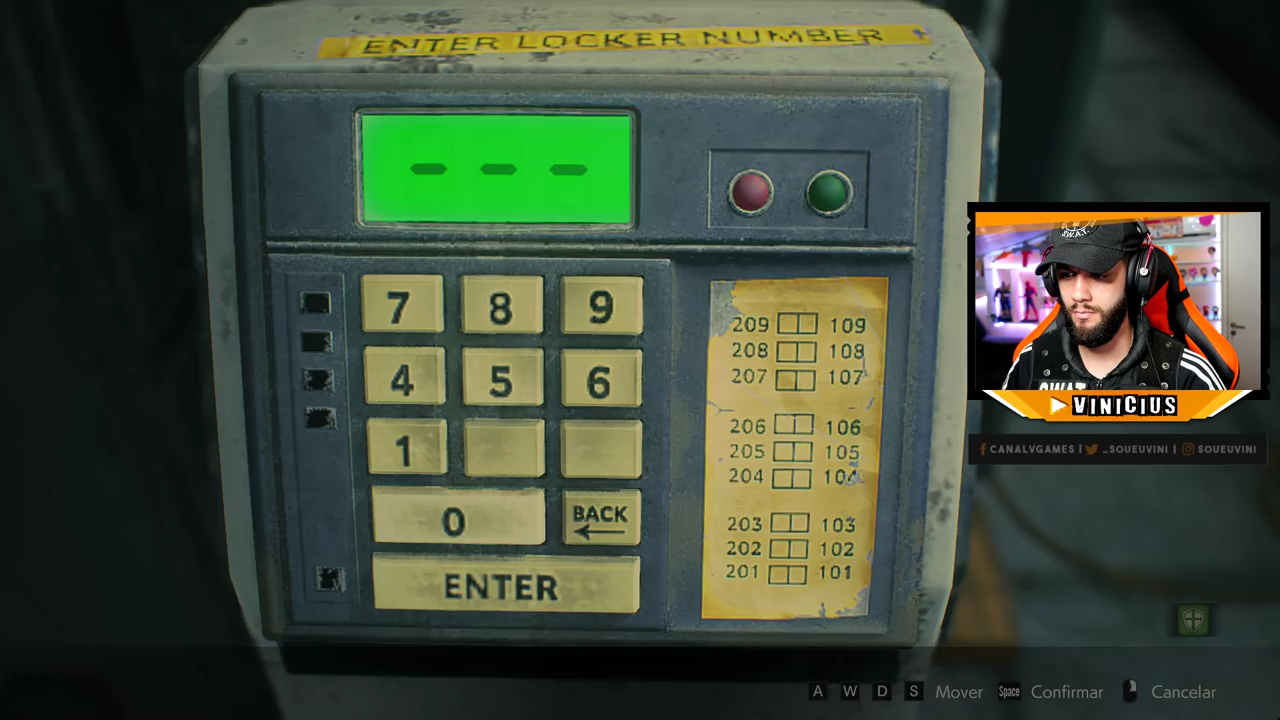 ENTER LOCKER NUMBER
7 8 9
4 5 6
1
0 BACK
ENTER
209 109
208 108
207 107
206 106
205 105
204 104
203 103
202 102
201 101
S.W.A.T.
SWAT
VINICIUS
CANALVGAMES | _SOUEUVINI | SOUEUVINI
A W D S Mover Space Confirmar Cancelar